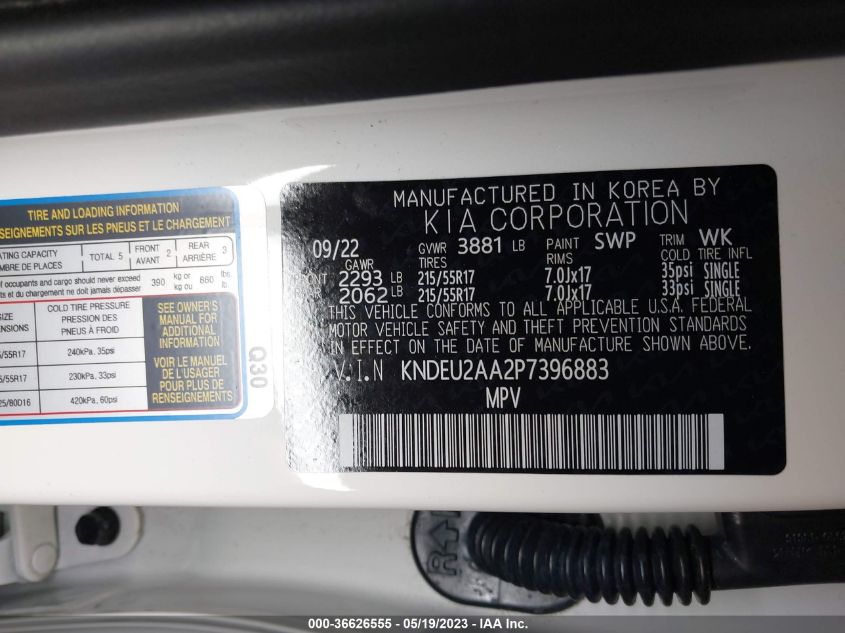 TIRE AND LOADING INFORMATION
SEIGNEMENTS SUR LES PNEUS ET LE CHARGEMENT
ATING CAPACITY
MBRE DE PLACES
TOTAL 5
FRONT
AVANT 2
REAR
ARRIÈRE 3
of occupants and cargo should never exceed
nts et du chargement ne doit jamais dépasser
390 kg or
kg ou 860 lbs.
lb.
SIZE
ENSIONS
COLD TIRE PRESSURE
PRESSION DES
PNEUS À FROID
/55R17 240kPa, 35psi
/55R17 230kPa, 33psi
25/80D16 420kPa, 60psi
SEE OWNER'S
MANUAL FOR
ADDITIONAL
INFORMATION
VOIR LE MANUEL
DE L'USAGER
POUR PLUS DE
RENSEIGNEMENTS
Q30
MANUFACTURED IN KOREA BY
KIA CORPORATION
09/22 GVWR 3881 LB PAINT SWP TRIM WK
GAWR TIRES RIMS COLD TIRE INFL
ONT 2293 LB 215/55R17 7.0Jx17 35psi SINGLE
2062 LB 215/55R17 7.0Jx17 33psi SINGLE
THIS VEHICLE CONFORMS TO ALL APPLICABLE U.S.A. FEDERAL
MOTOR VEHICLE SAFETY AND THEFT PREVENTION STANDARDS
IN EFFECT ON THE DATE OF MANUFACTURE SHOWN ABOVE.
V.I.N KNDEU2AA2P7396883
MPV
R
000-36626555 - 05/19/2023 - IAA Inc.